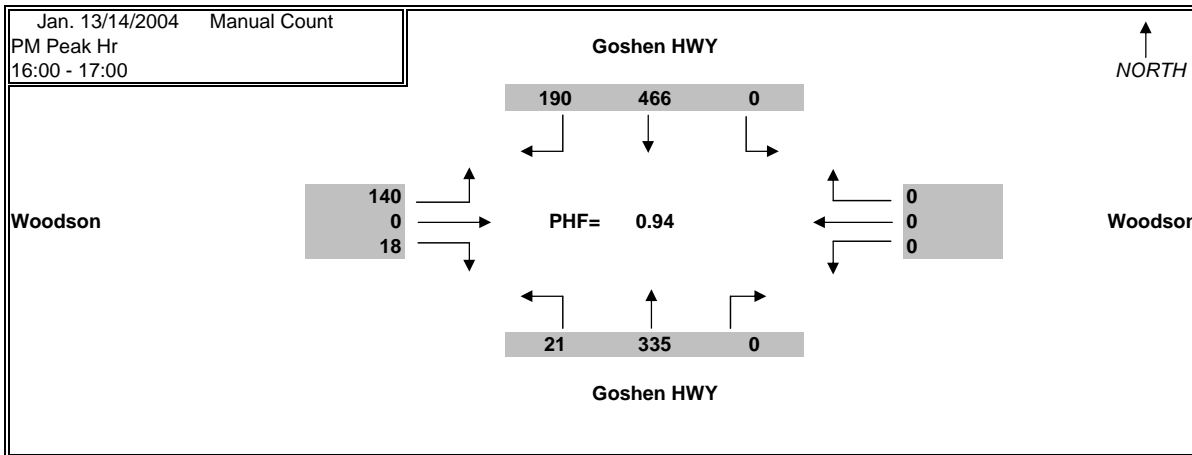 Jan. 13/14/2004 Manual Count
PM Peak Hr
16:00 - 17:00
Goshen HWY
NORTH
190 466 0
140
0
18
Woodson
PHF= 0.94
0
0
0
Woodson
21 335 0
Goshen HWY